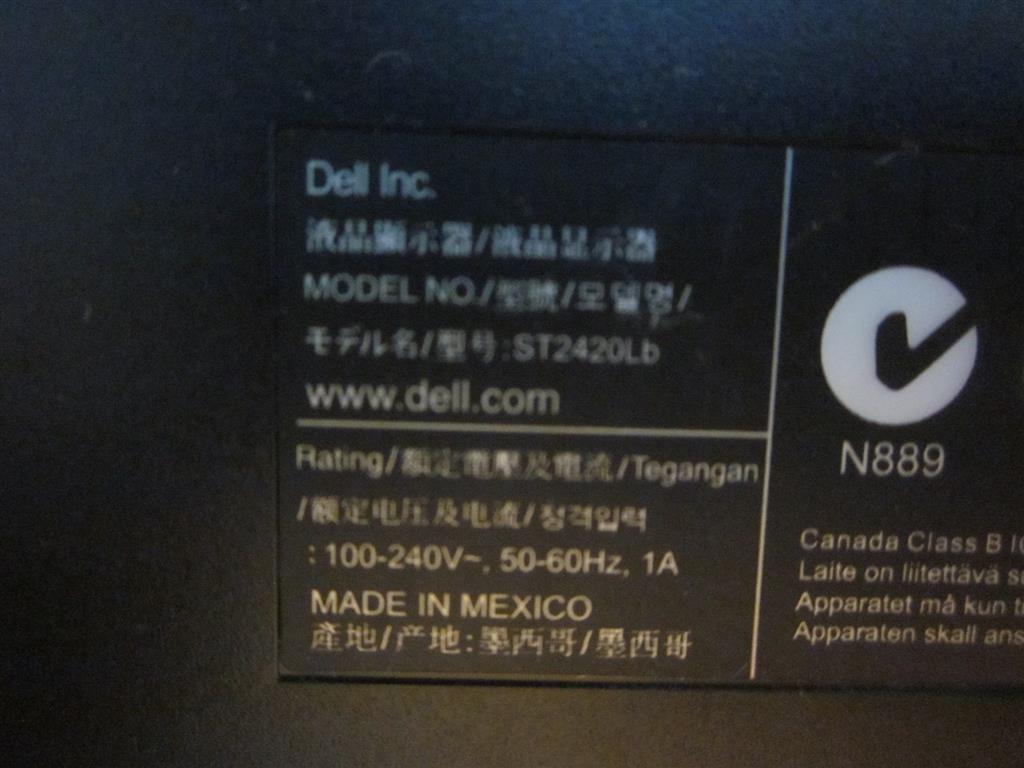 Dell Inc.
液晶顯示器/液晶显示器
MODEL NO./型號/모델명/
モデル名/型号:ST2420Lb
www.dell.com
Rating/額定電壓及電流/Tegangan
/额定电压及电流/정격입력
: 100-240V~, 50-60Hz, 1A
MADE IN MEXICO
產地/产地:墨西哥/墨西哥
N889
Canada Class B
Laite on liitettävä
Apparatet må kun
Apparaten skall